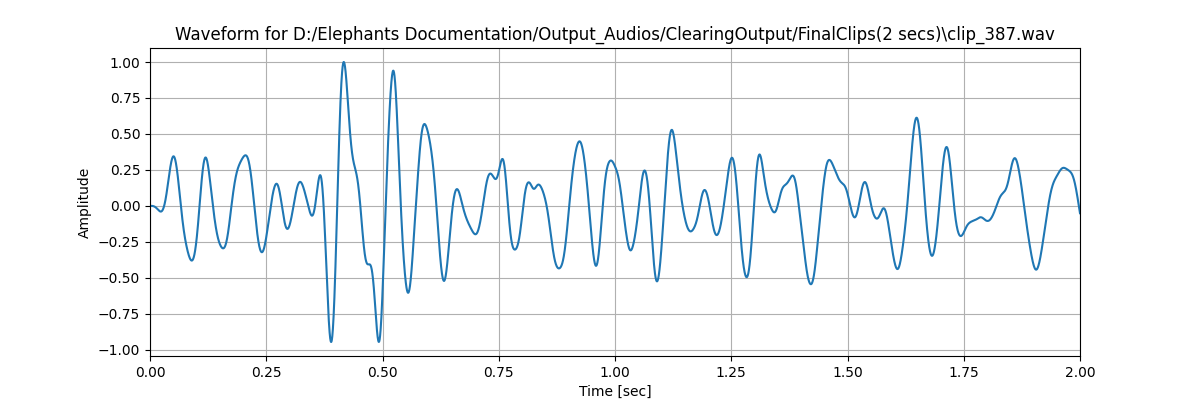 Waveform for D:/Elephants Documentation/Output_Audios/ClearingOutput/FinalClips(2 secs)\clip_387.wav
1.00
0.75
0.50
0.25
0.00
−0.25
−0.50
−0.75
−1.00
Amplitude
0.00 0.25 0.50 0.75 1.00 1.25 1.50 1.75 2.00
Time [sec]